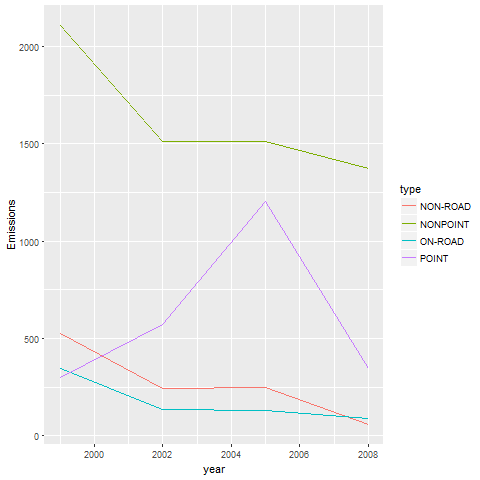 2000
1500
1000
500
0
Emissions
2000
2002
2004
2006
2008
year
type
NON-ROAD
NONPOINT
ON-ROAD
POINT